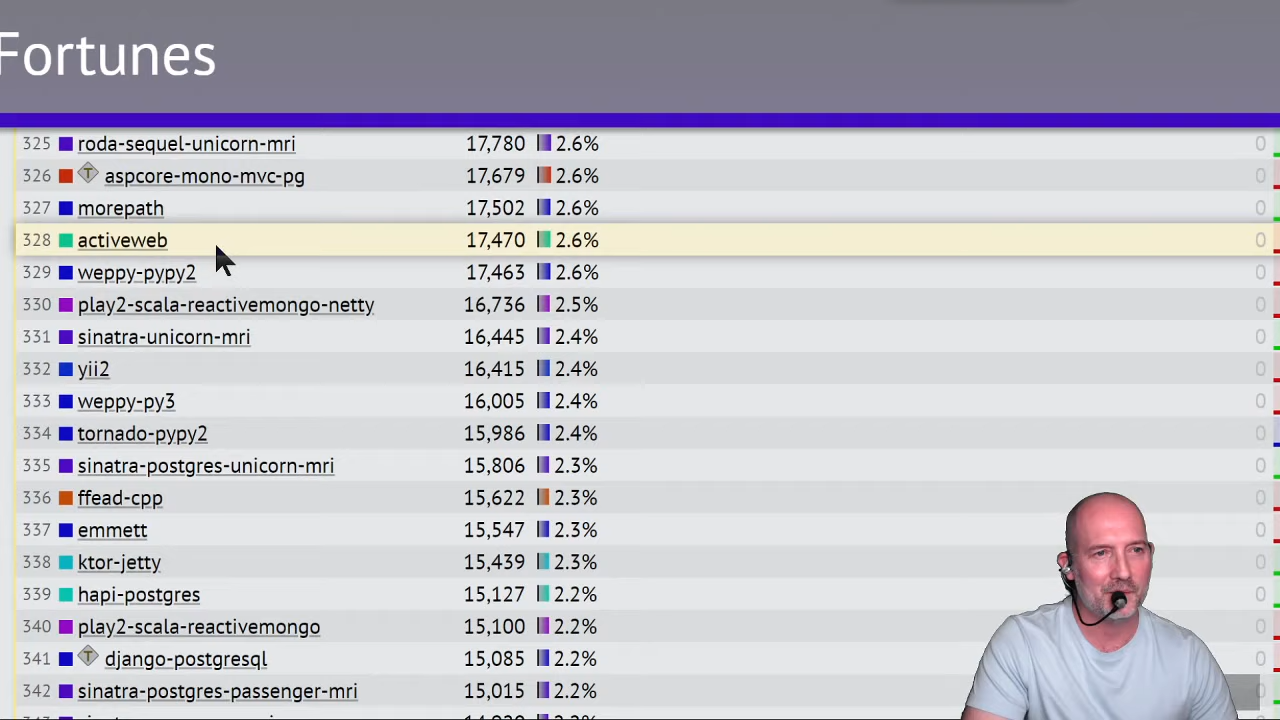 Fortunes
325 roda-sequel-unicorn-mri 17,780 2.6% 0
326 T aspcore-mono-mvc-pg 17,679 2.6% 0
327 morepath 17,502 2.6% 0
328 activeweb 17,470 2.6% 0
329 weppy-pypy2 17,463 2.6% 0
330 play2-scala-reactivemongo-netty 16,736 2.5% 0
331 sinatra-unicorn-mri 16,445 2.4% 0
332 yii2 16,415 2.4% 0
333 weppy-py3 16,005 2.4% 0
334 tornado-pypy2 15,986 2.4% 0
335 sinatra-postgres-unicorn-mri 15,806 2.3% 0
336 ffead-cpp 15,622 2.3% 0
337 emmett 15,547 2.3% 0
338 ktor-jetty 15,439 2.3% 0
339 hapi-postgres 15,127 2.2% 0
340 play2-scala-reactivemongo 15,100 2.2% 0
341 T django-postgresql 15,085 2.2% 0
342 sinatra-postgres-passenger-mri 15,015 2.2%